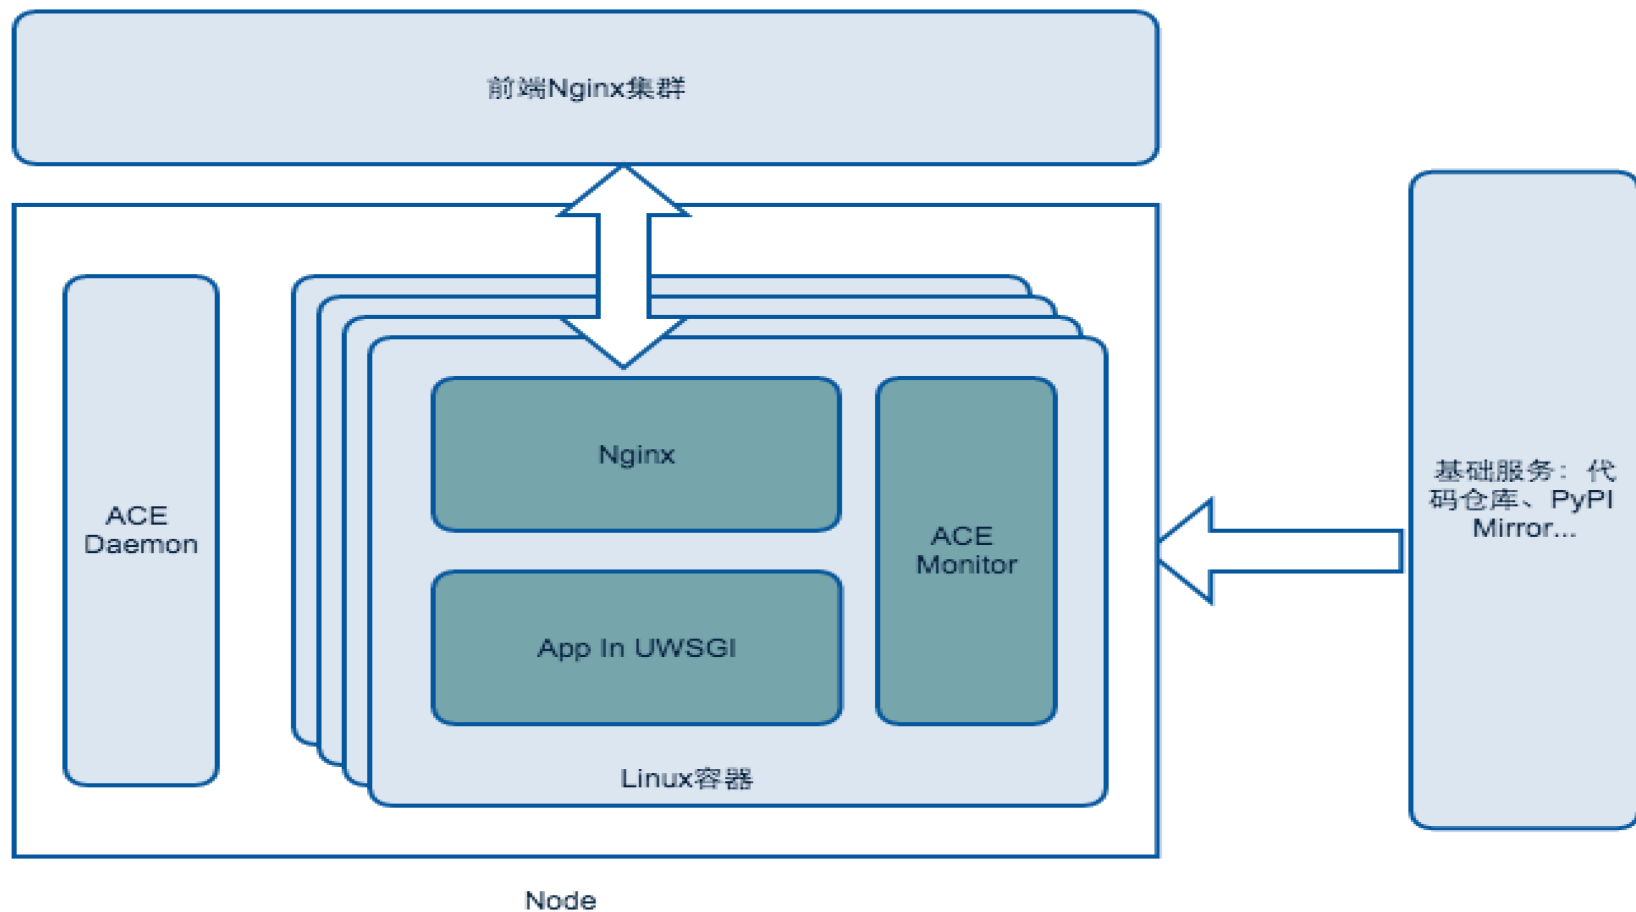 前端Nginx集群
ACE
Daemon
Nginx
ACE
Monitor
App In UWSGI
Linux容器
基础服务：代
码仓库、PyPI
Mirror...
Node